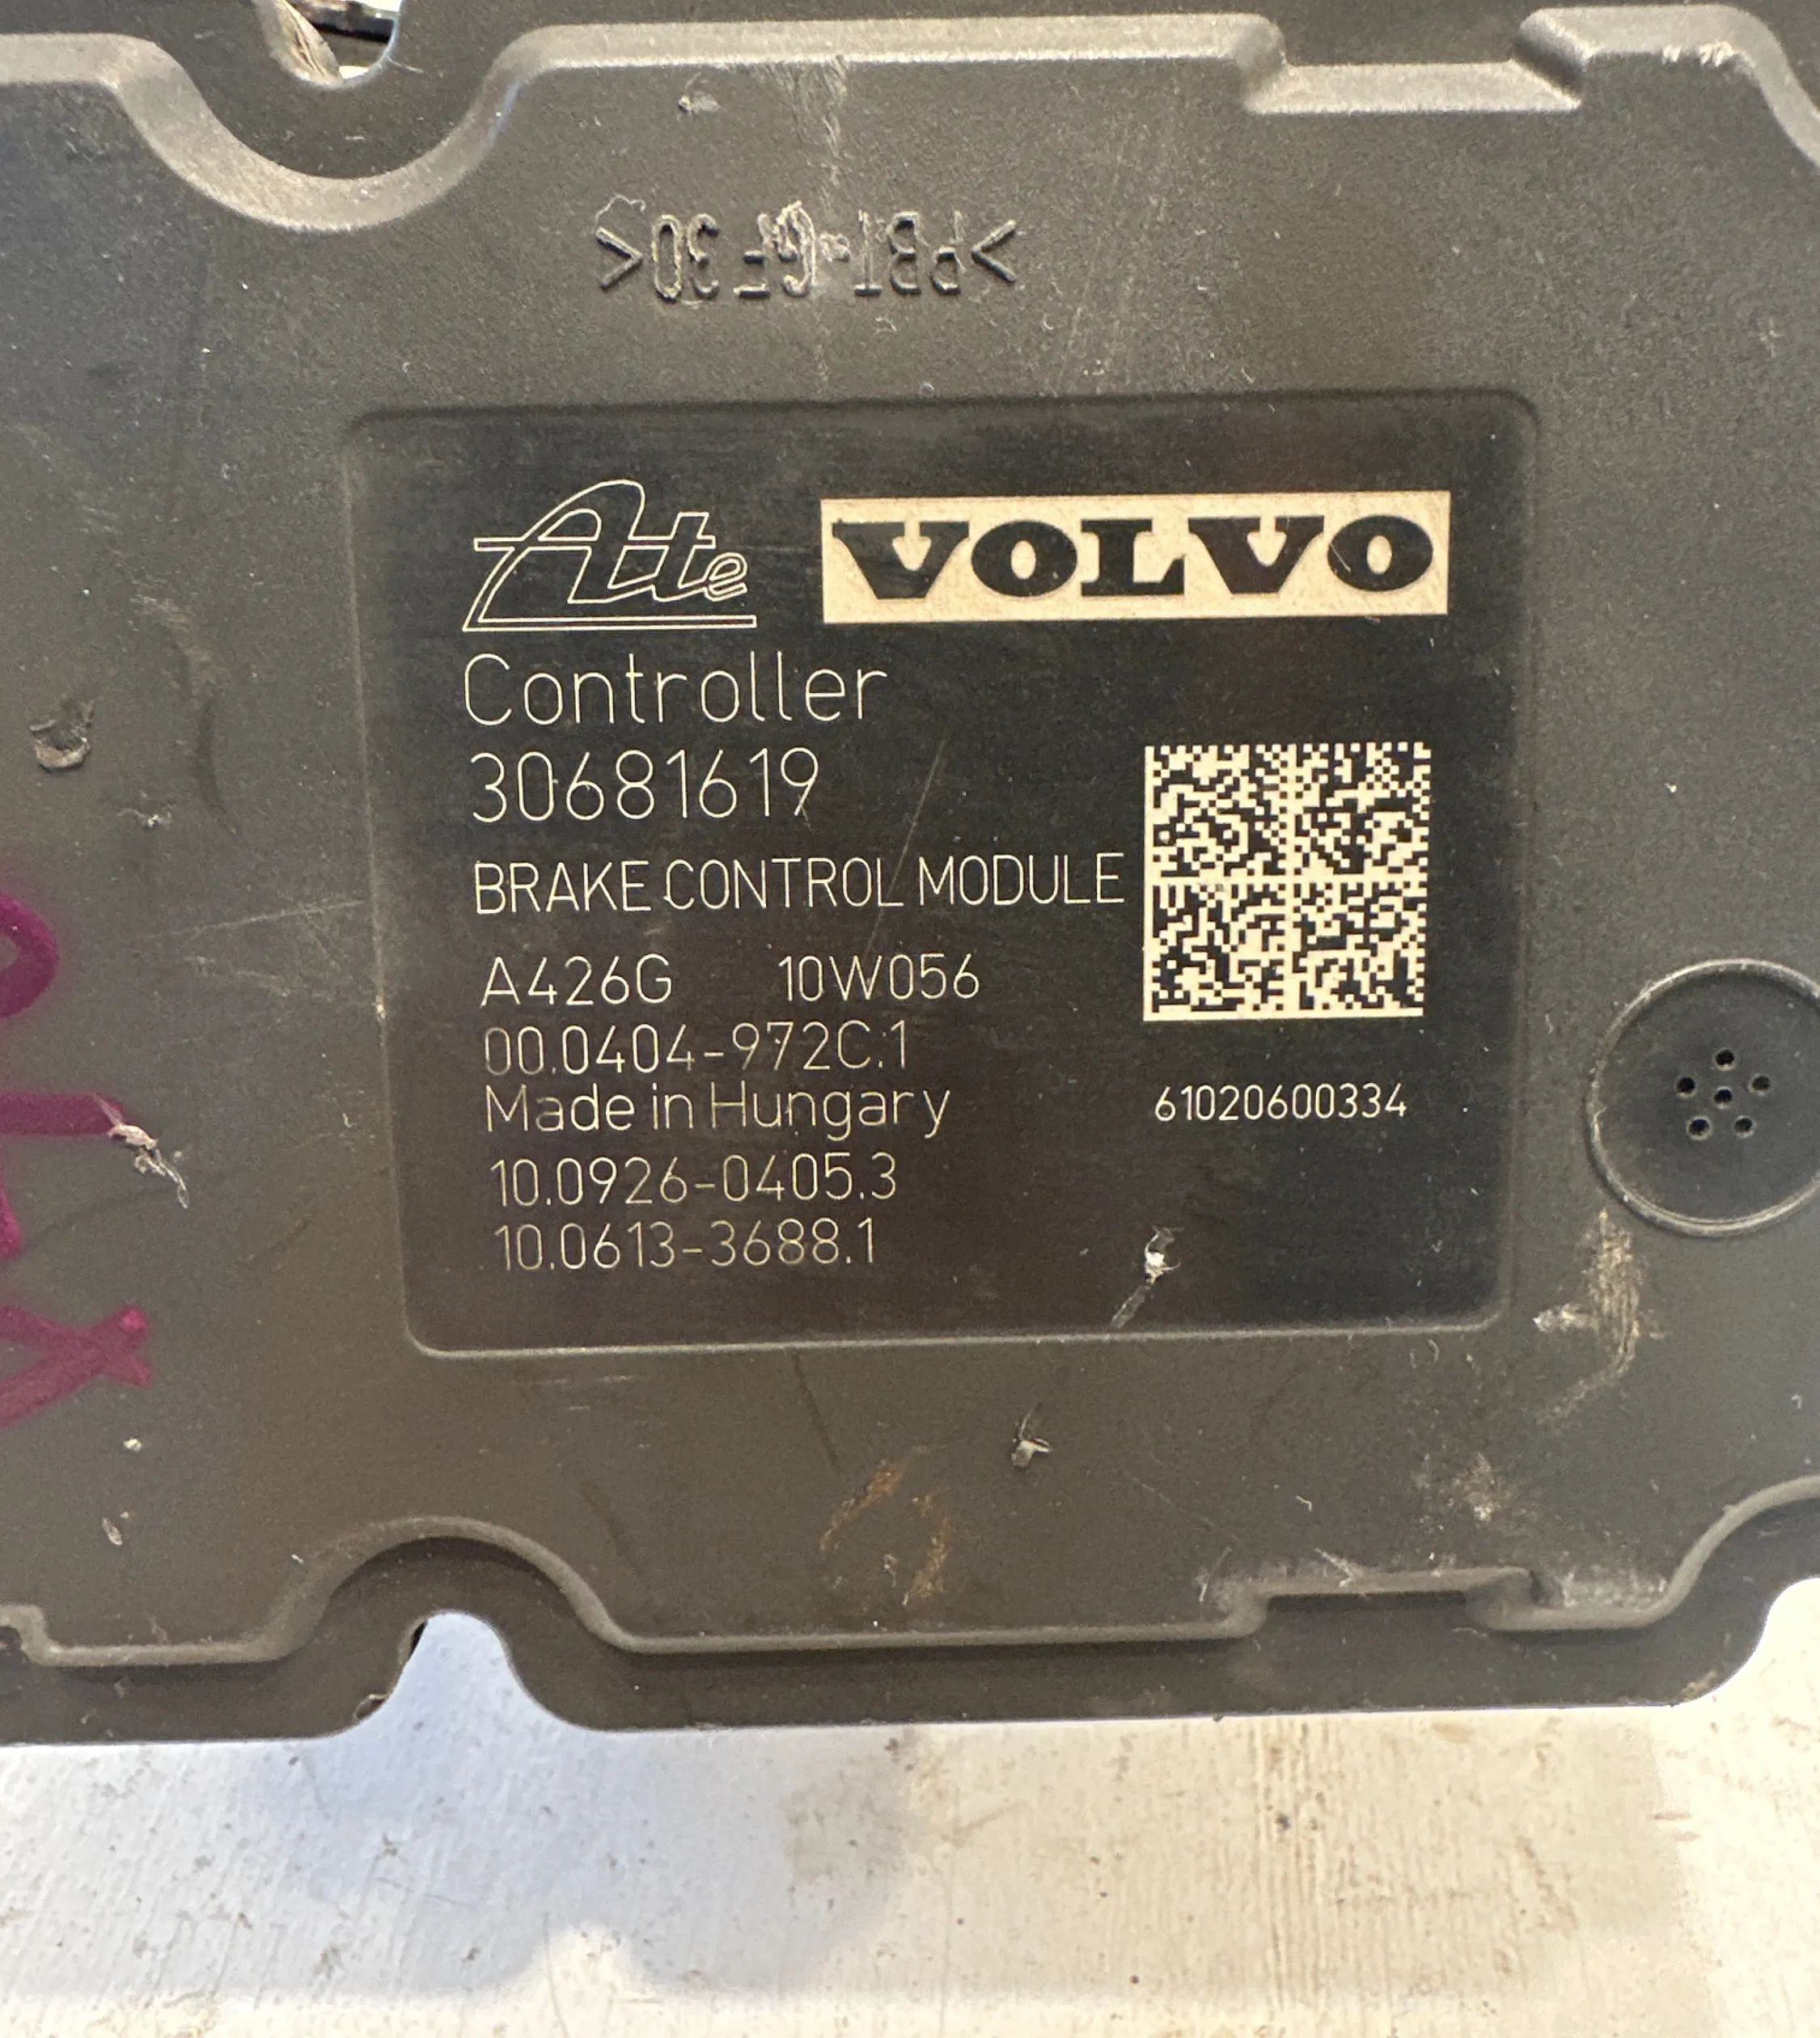 >PBT-GF30<
Ate VOLVO
Controller
30681619
BRAKE CONTROL MODULE
A426G 10W056
00.0404-972C.1
Made in Hungary
61020600334
10.0926-0405.3
10.0613-3688.1